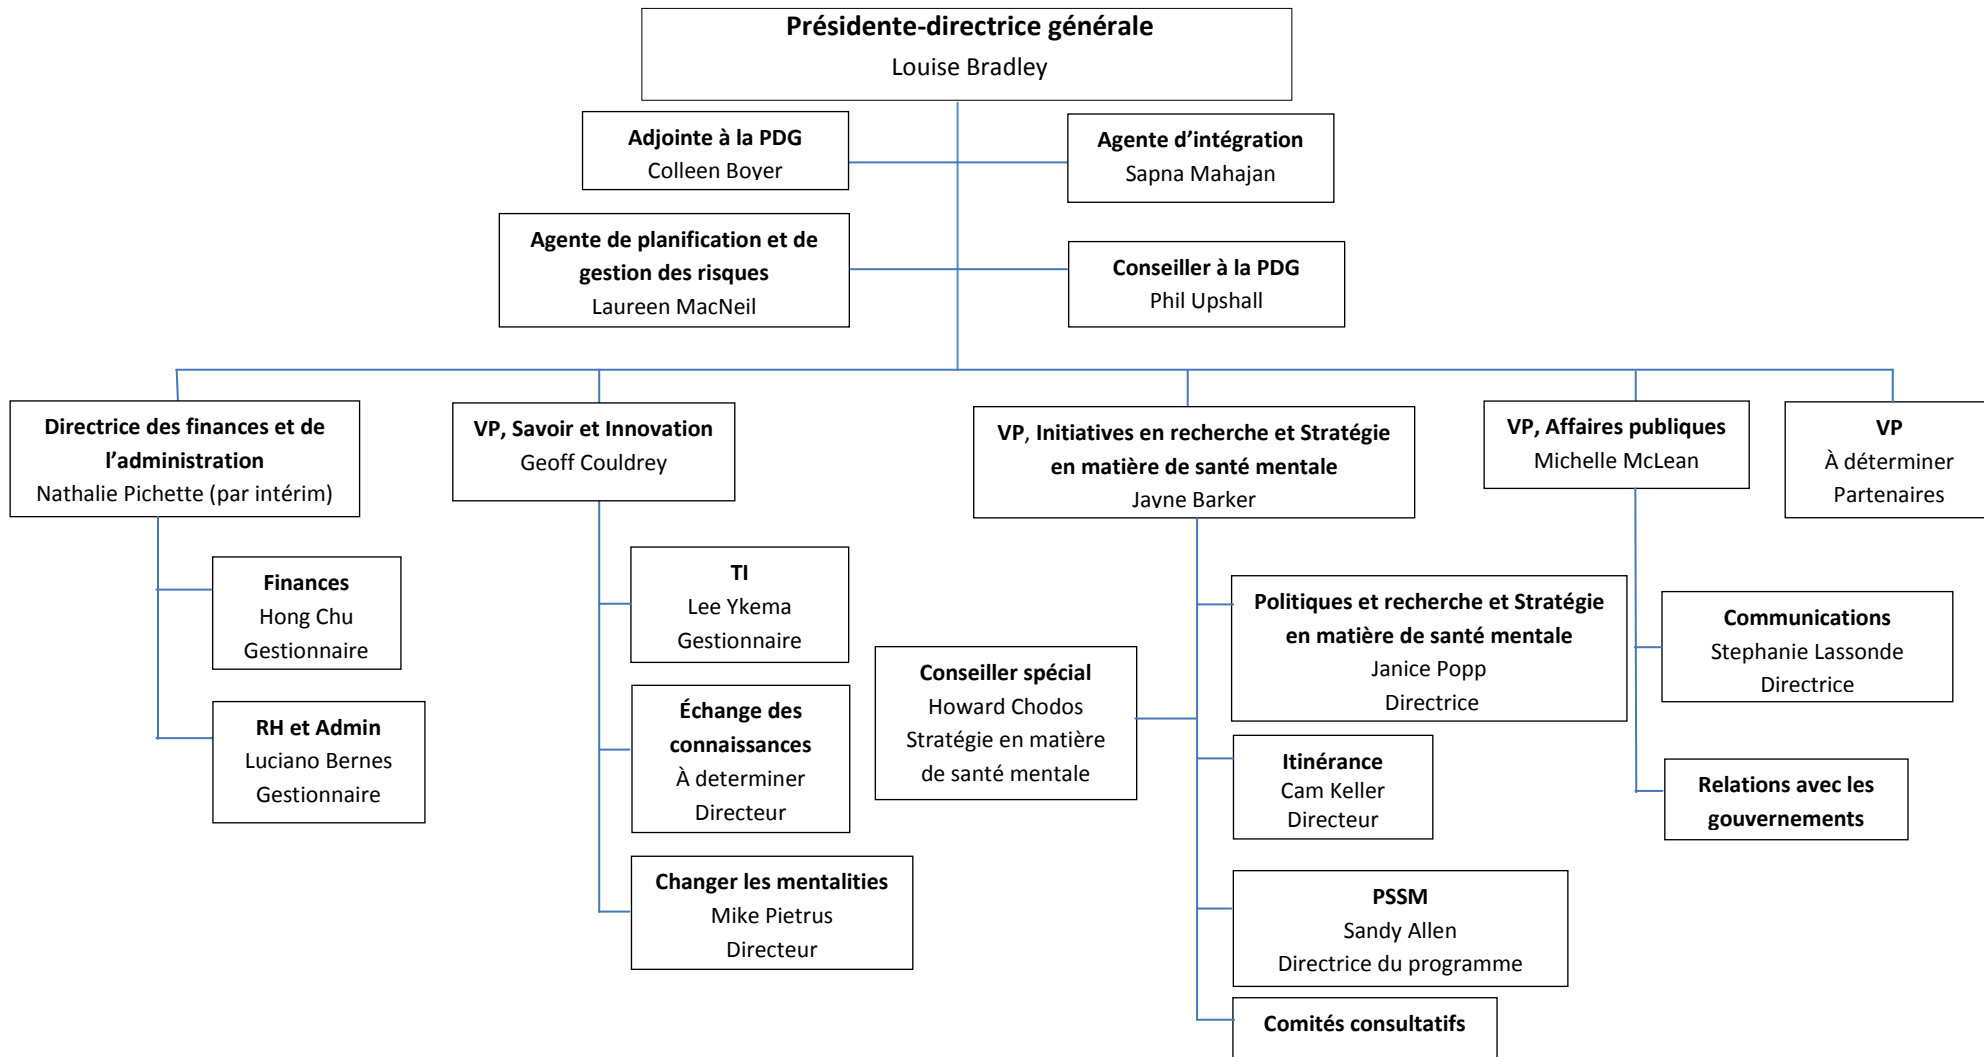 Présidente-directrice générale
Louise Bradley
Adjointe à la PDG
Colleen Boyer
Agente d’intégration
Sapna Mahajan
Agente de planification et de
gestion des risques
Laureen MacNeil
Conseiller à la PDG
Phil Upshall
Directrice des finances et de
l’administration
Nathalie Pichette (par intérim)
VP, Savoir et Innovation
Geoff Couldrey
VP, Initiatives en recherche et Stratégie
en matière de santé mentale
Jayne Barker
VP, Affaires publiques
Michelle McLean
VP
À déterminer
Partenaires
Finances
Hong Chu
Gestionnaire
RH et Admin
Luciano Bernes
Gestionnaire
TI
Lee Ykema
Gestionnaire
Échange des
connaissances
À determiner
Directeur
Changer les mentalities
Mike Pietrus
Directeur
Conseiller spécial
Howard Chodos
Stratégie en matière
de santé mentale
Politiques et recherche et Stratégie
en matière de santé mentale
Janice Popp
Directrice
Itinérance
Cam Keller
Directeur
PSSM
Sandy Allen
Directrice du programme
Comités consultatifs
Communications
Stephanie Lassonde
Directrice
Relations avec les
gouvernements